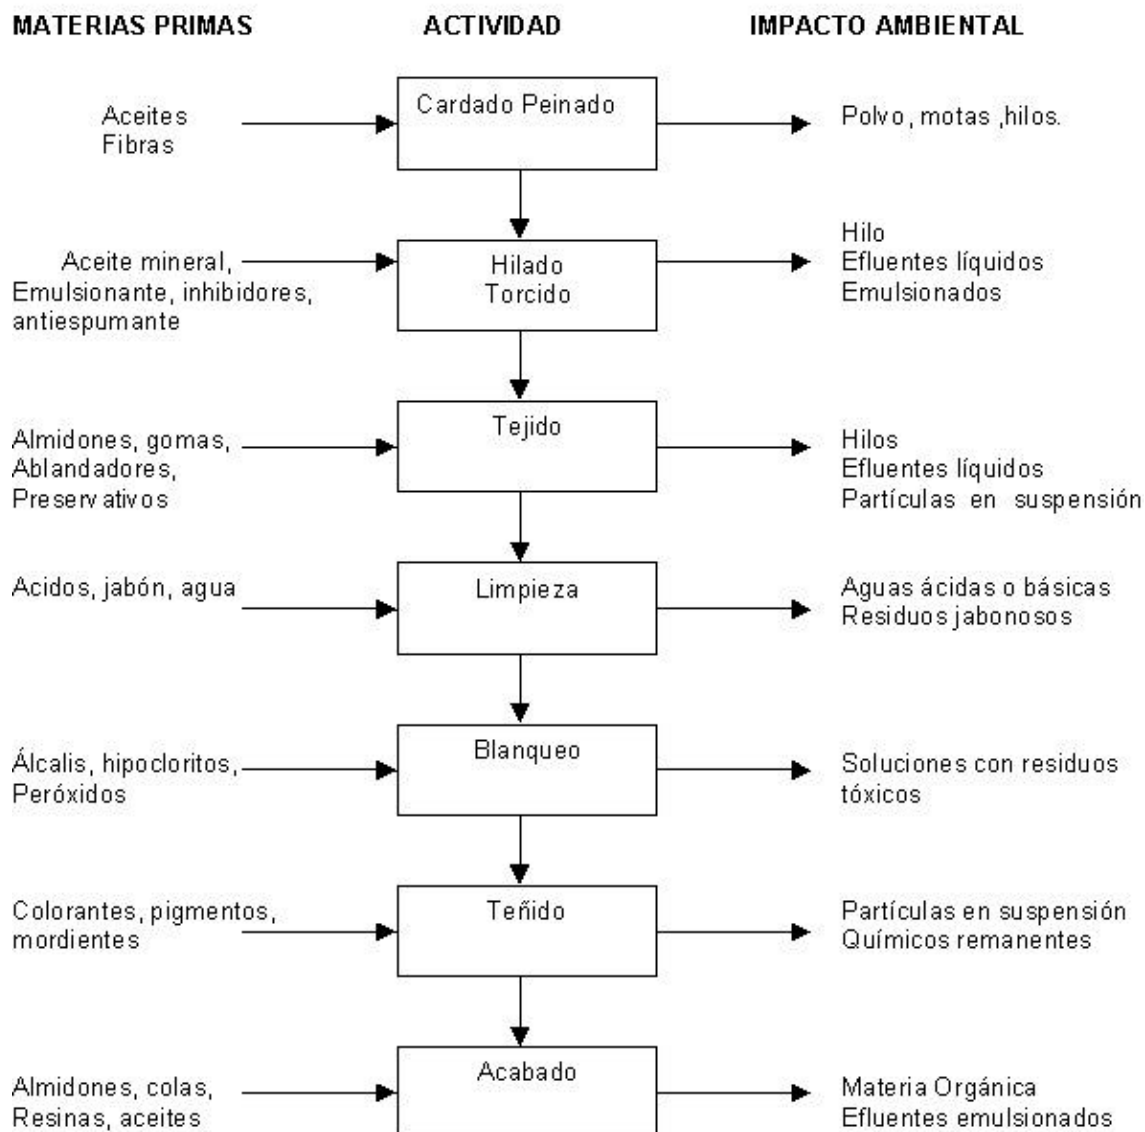 MATERIAS PRIMAS
ACTIVIDAD
IMPACTO AMBIENTAL
Aceites
Fibras
Cardado Peinado
Polvo, motas ,hilos.
Aceite mineral,
Emulsionante, inhibidores,
antiespumante
Hilado
Torcido
Hilo
Efluentes líquidos
Emulsionados
Almidones, gomas,
Ablandadores,
Preservativos
Tejido
Hilos
Efluentes líquidos
Partículas en suspensión
Acidos, jabón, agua
Limpieza
Aguas ácidas o básicas
Residuos jabonosos
Álcalis, hipocloritos,
Peróxidos
Blanqueo
Soluciones con residuos
tóxicos
Colorantes, pigmentos,
mordientes
Teñido
Partículas en suspensión
Químicos remanentes
Almidones, colas,
Resinas, aceites
Acabado
Materia Orgánica
Efluentes emulsionados